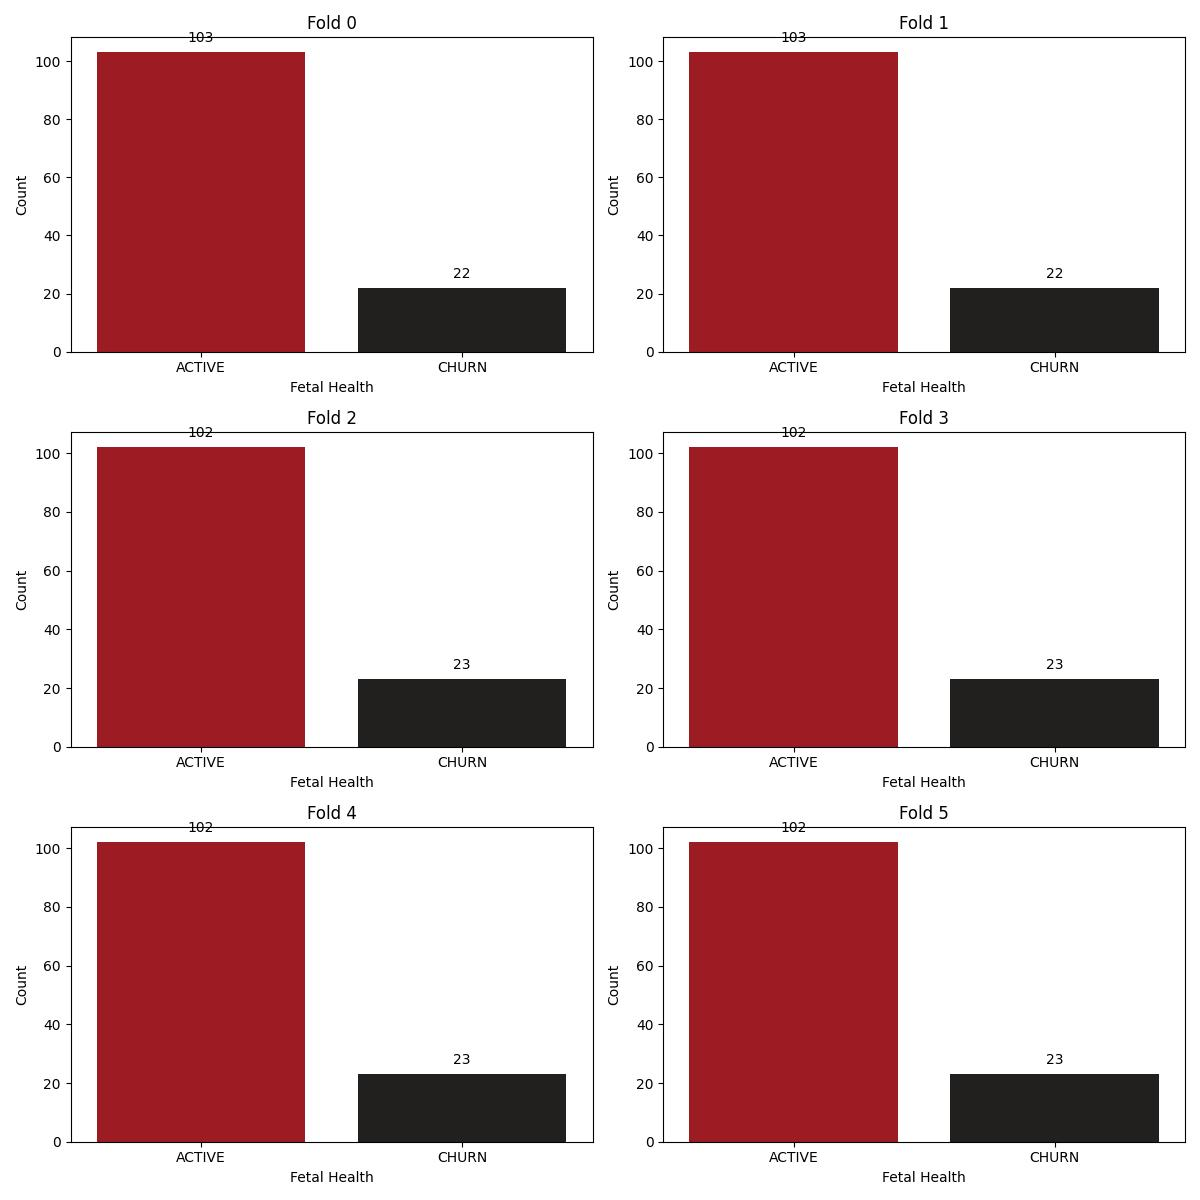 Fold 0
103
100
80
60
40
20
0
Count
22
ACTIVE
CHURN
Fetal Health
Fold 1
103
100
80
60
40
20
0
Count
22
ACTIVE
CHURN
Fetal Health
Fold 2
102
100
80
60
40
20
0
Count
23
ACTIVE
CHURN
Fetal Health
Fold 3
102
100
80
60
40
20
0
Count
23
ACTIVE
CHURN
Fetal Health
Fold 4
102
100
80
60
40
20
0
Count
23
ACTIVE
CHURN
Fetal Health
Fold 5
102
100
80
60
40
20
0
Count
23
ACTIVE
CHURN
Fetal Health